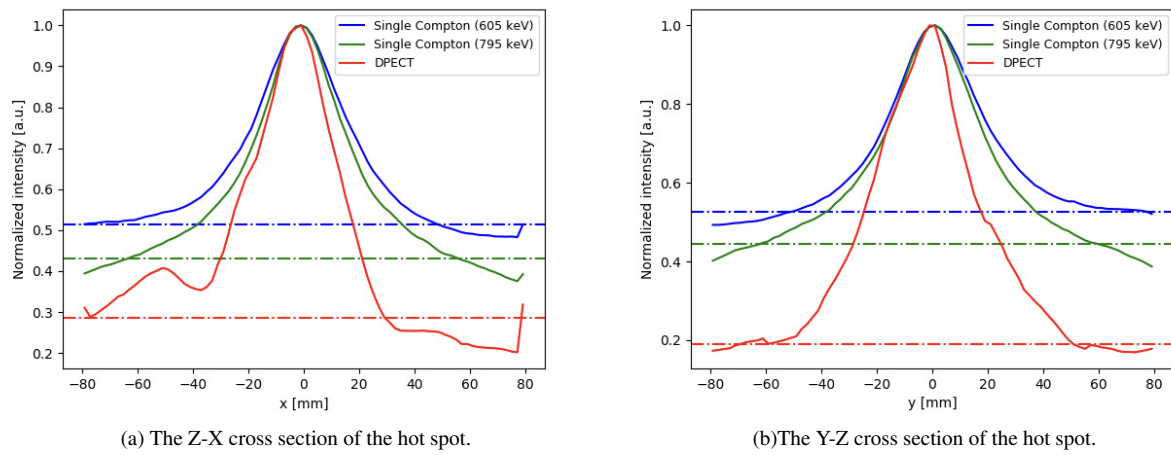 1.0
0.9
0.8
0.7
0.6
0.5
0.4
0.3
0.2
Normalized intensity [a.u.]
Single Compton (605 keV)
Single Compton (795 keV)
DPECT
−80 −60 −40 −20 0 20 40 60 80
x [mm]
(a) The Z-X cross section of the hot spot.
1.0
0.8
0.6
0.4
0.2
Normalized intensity [a.u.]
Single Compton (605 keV)
Single Compton (795 keV)
DPECT
−80 −60 −40 −20 0 20 40 60 80
y [mm]
(b)The Y-Z cross section of the hot spot.